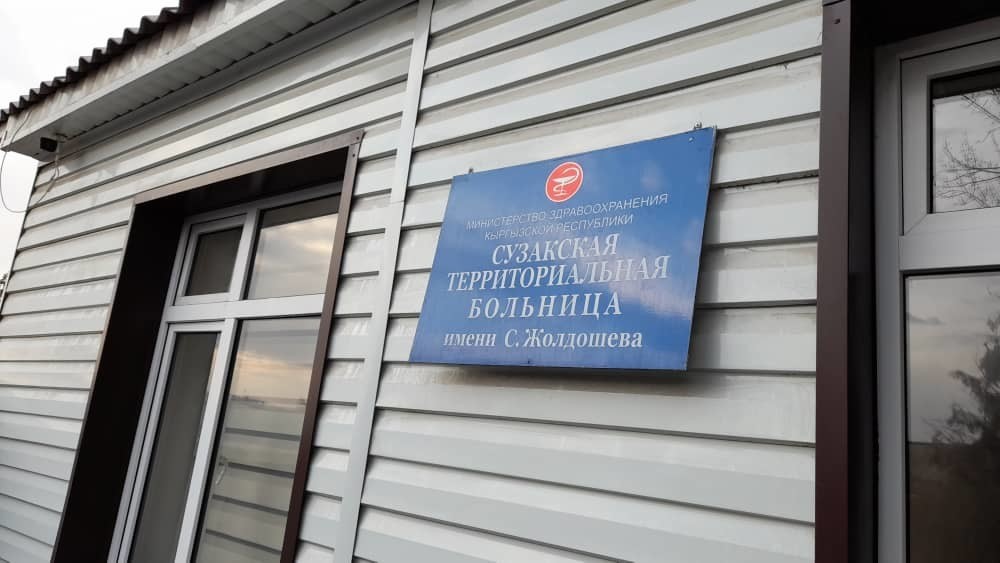 МИНИСТЕРСТВО ЗДРАВООХРАНЕНИЯ
КЫРГЫЗСКОЙ РЕСПУБЛИКИ
СУЗАКСКАЯ
ТЕРРИТОРИАЛЬНАЯ
БОЛЬНИЦА
имени С. Жолдошева